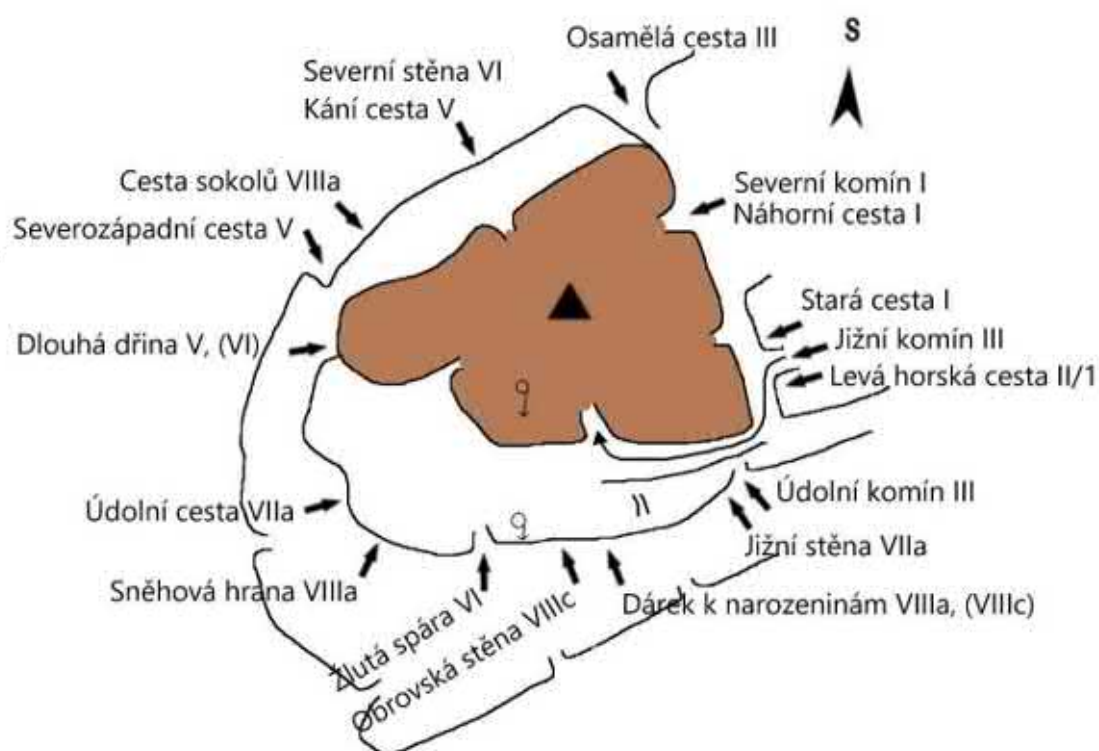 Osamělá cesta III
S
Severní stěna VI
Kání cesta V
Cesta sokolů VIIIa
Severozápadní cesta V
Severní komín I
Náhorní cesta I
Stará cesta I
Dlouhá dřina V, (VI)
Jižní komín III
Levá horská cesta II/1
Údolní cesta VIIa
Údolní komín III
Jižní stěna VIIa
Sněhová hrana VIIIa
Žlutá spára VI
Obrovská stěna VIIIc
Dárek k narozeninám VIIIa, (VIIIc)